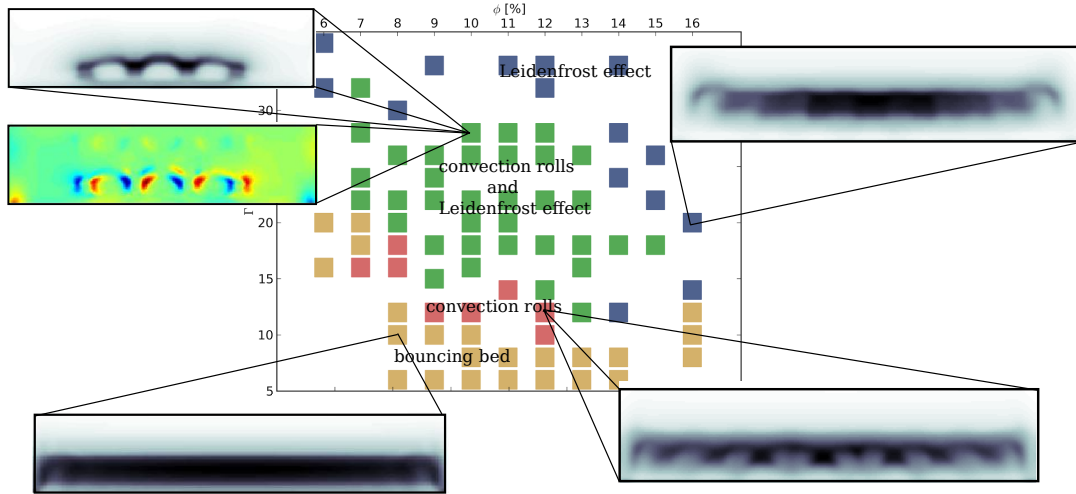 ϕ [%]
6 7 8 9 10 11 12 13 14 15 16
Leidenfrost effect
30
convection rolls
and
Leidenfrost effect
20
15
convection rolls
10
bouncing bed
5